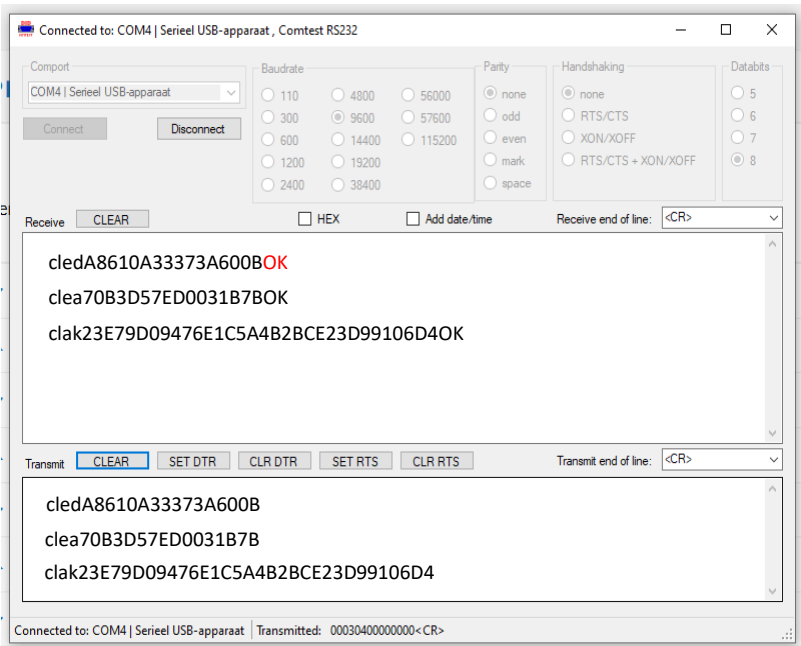 Connected to: COM4 | Serieel USB-apparaat , Comtest RS232
Comport
COM4 | Serieel USB-apparaat
Connect Disconnect
Baudrate
110 4800 56000
300 9600 57600
600 14400 115200
1200 19200
2400 38400
Parity
none
odd
even
mark
space
Handshaking
none
RTS/CTS
XON/XOFF
RTS/CTS + XON/XOFF
Databits
5
6
7
8
Receive CLEAR HEX Add date/time Receive end of line: <CR>
cledA8610A33373A600BOK
clea70B3D57ED0031B7BOK
clak23E79D09476E1C5A4B2BCE23D99106D4OK
Transmit CLEAR SET DTR CLR DTR SET RTS CLR RTS Transmit end of line: <CR>
cledA8610A33373A600B
clea70B3D57ED0031B7B
clak23E79D09476E1C5A4B2BCE23D99106D4
Connected to: COM4 | Serieel USB-apparaat Transmitted: 00030400000000<CR>